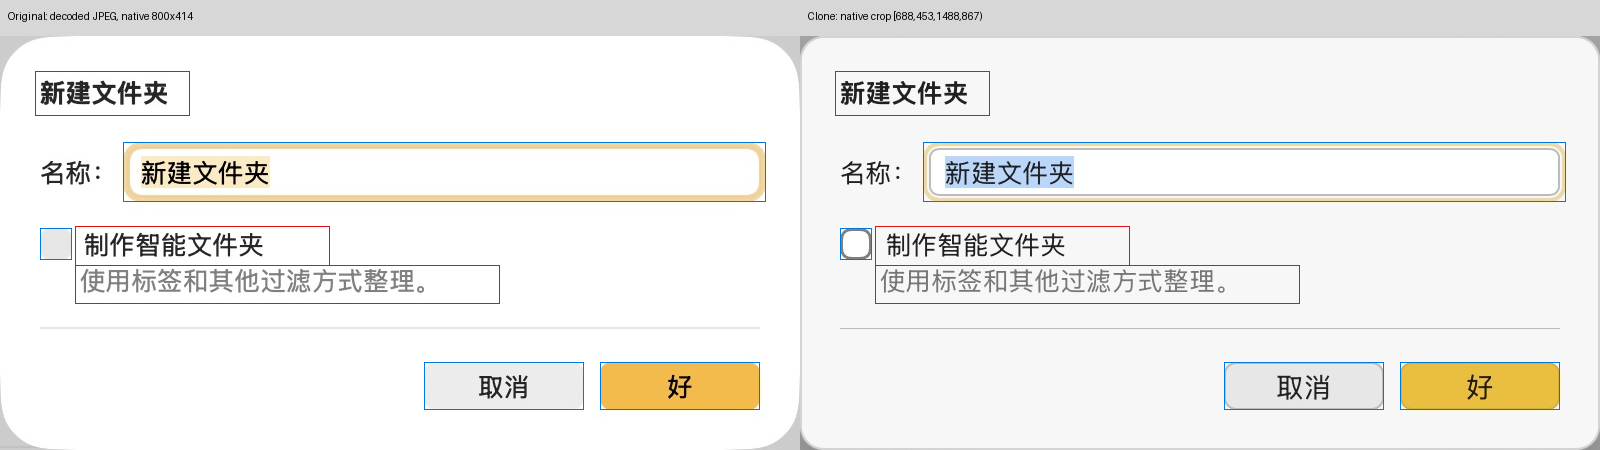 Original: decoded JPEG, native 800x414
Clone: native crop [688,453,1488,867)
新建文件夹
名称：
新建文件夹
制作智能文件夹
使用标签和其他过滤方式整理。
取消
好
新建文件夹
名称：
新建文件夹
制作智能文件夹
使用标签和其他过滤方式整理。
取消
好